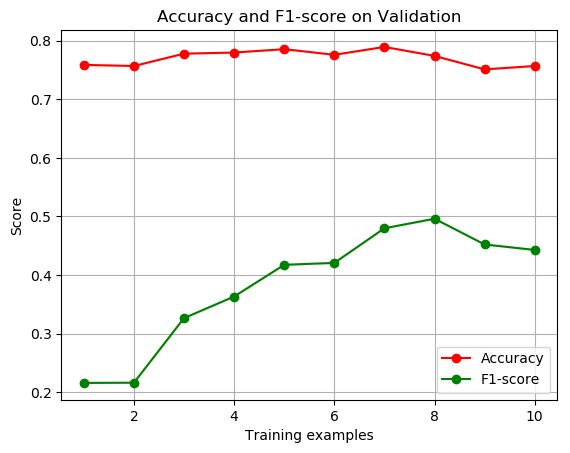 Accuracy and F1-score on Validation
0.8
0.7
0.6
0.5
0.4
0.3
0.2
Score
Accuracy
F1-score
2
4
6
8
10
Training examples